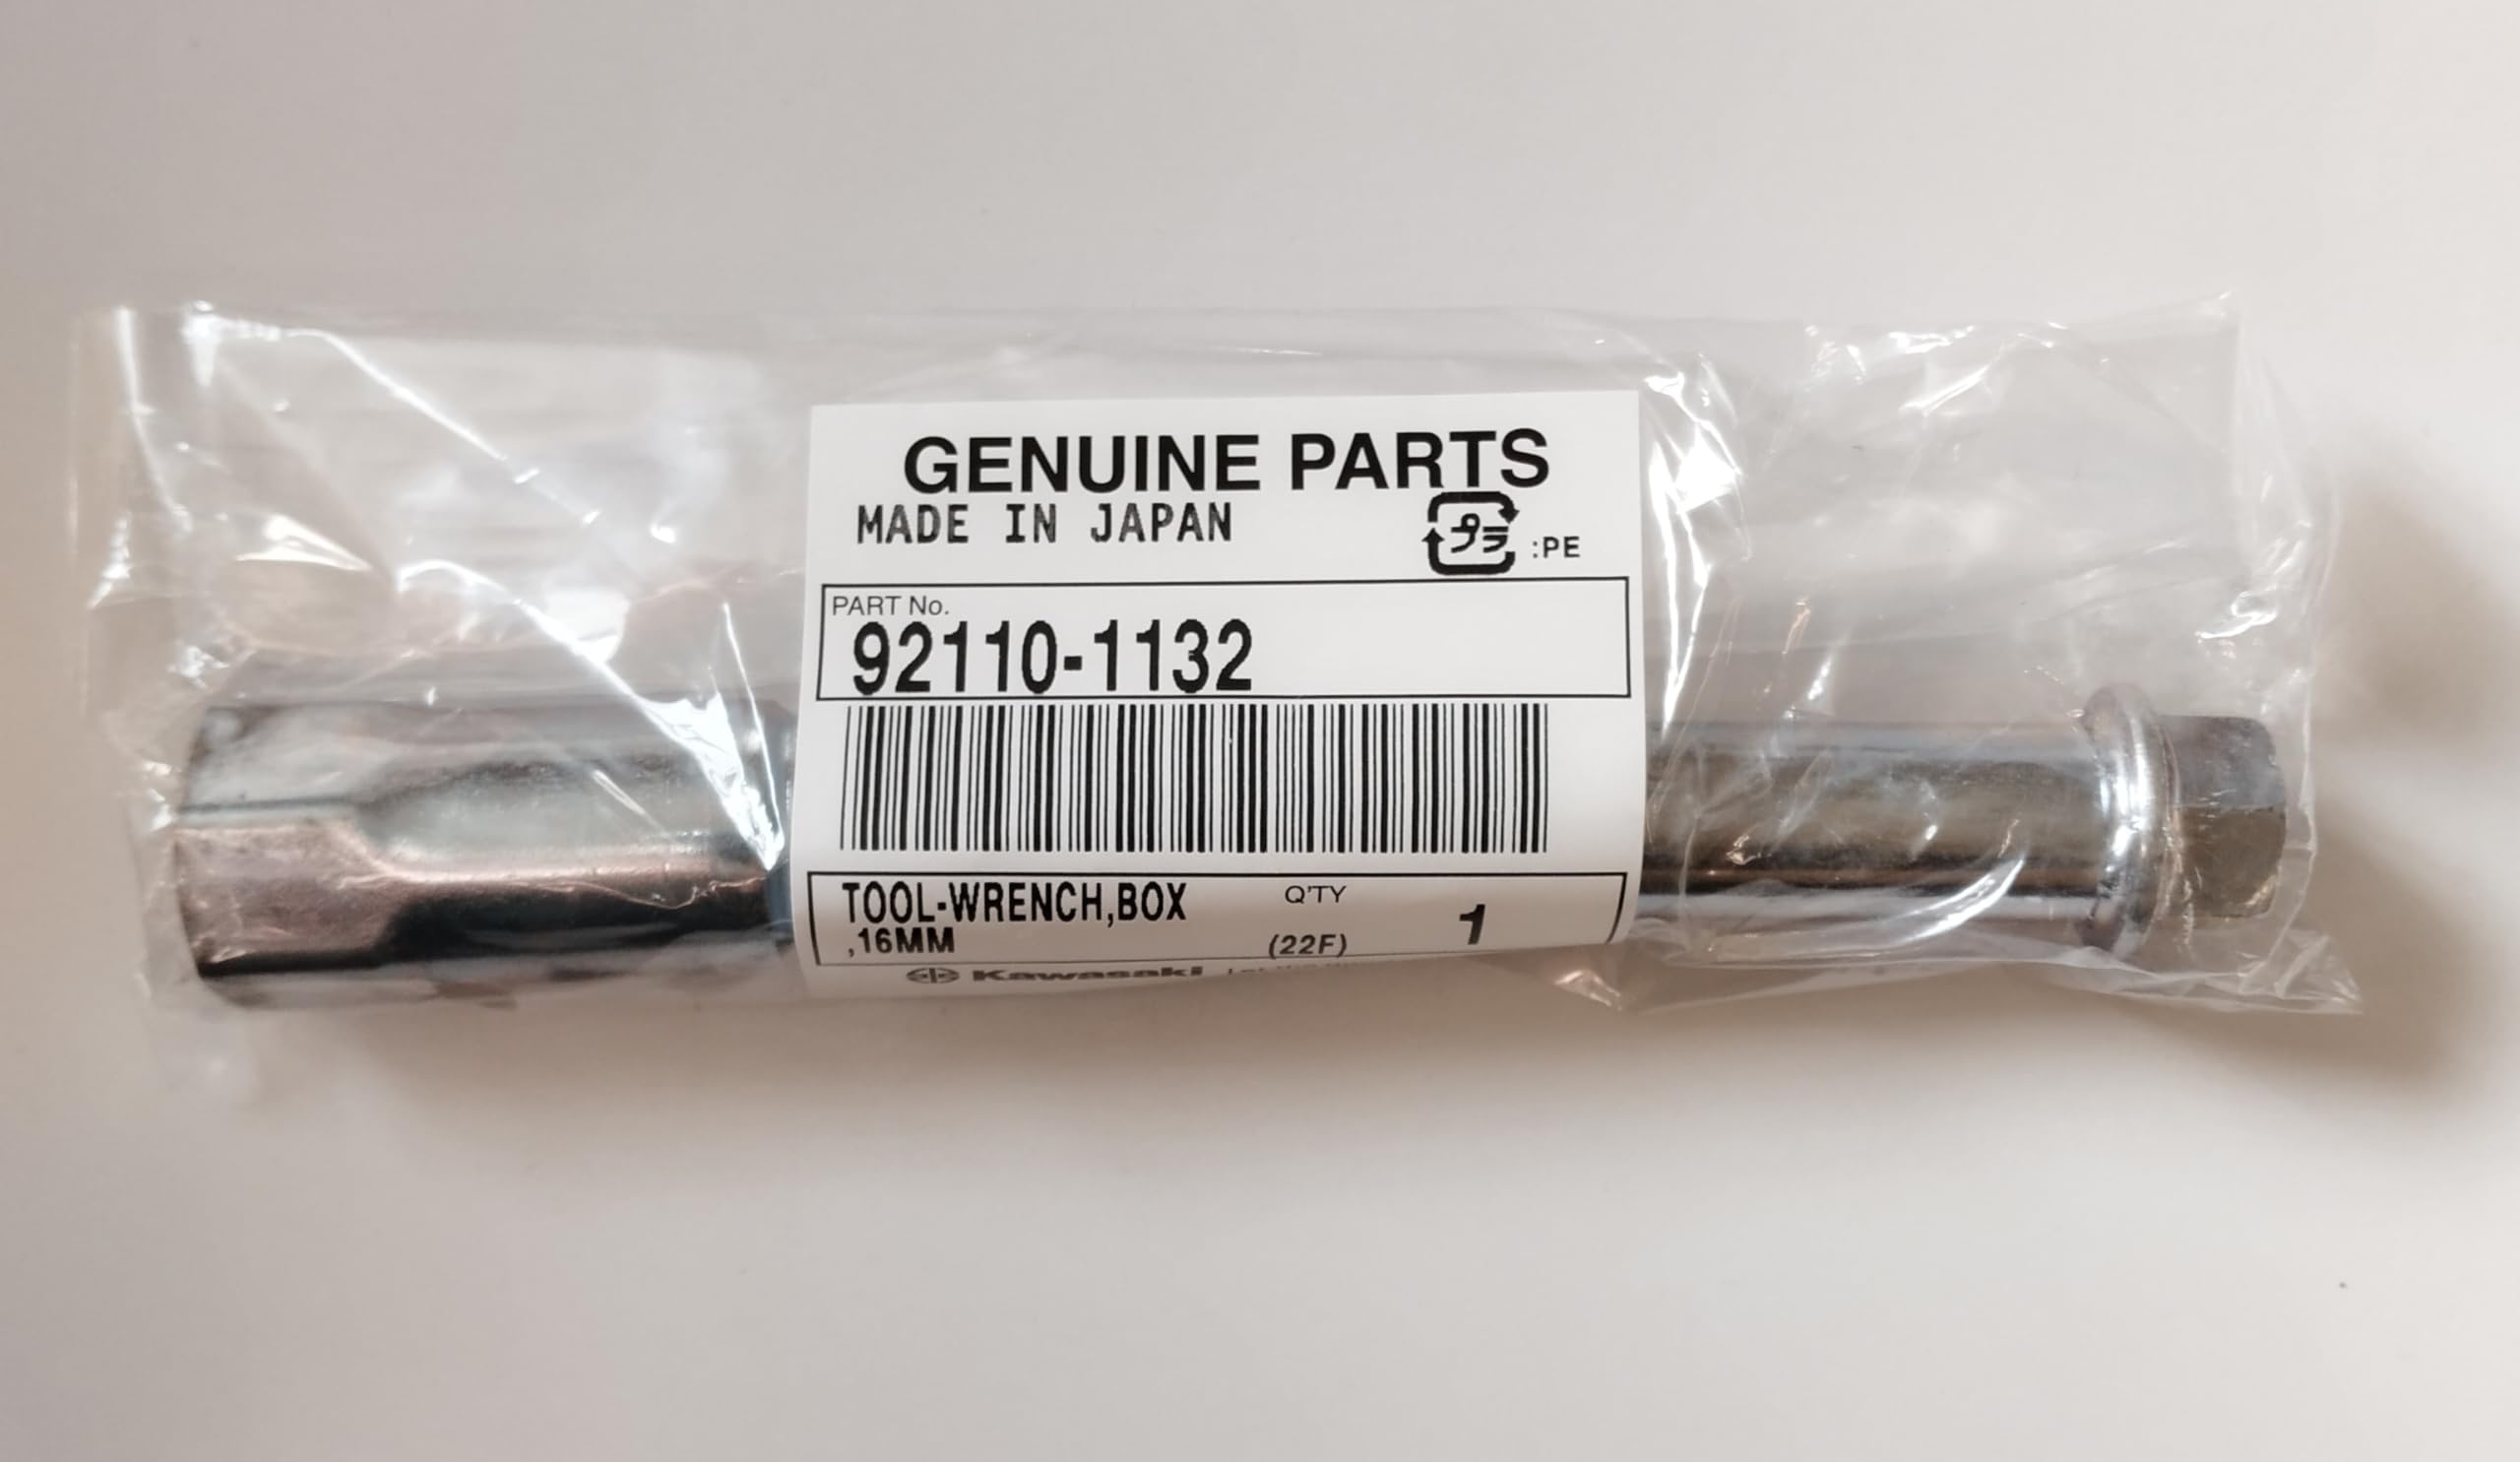 GENUINE PARTS
MADE IN JAPAN
プラ :PE
PART No.
92110-1132
TOOL-WRENCH,BOX Q'TY 1
,16MM (22F)
Kawasaki